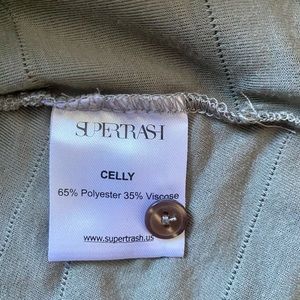 SUPERTRASH
CELLY
65% Polyester 35% Viscose
www.supertrash.us